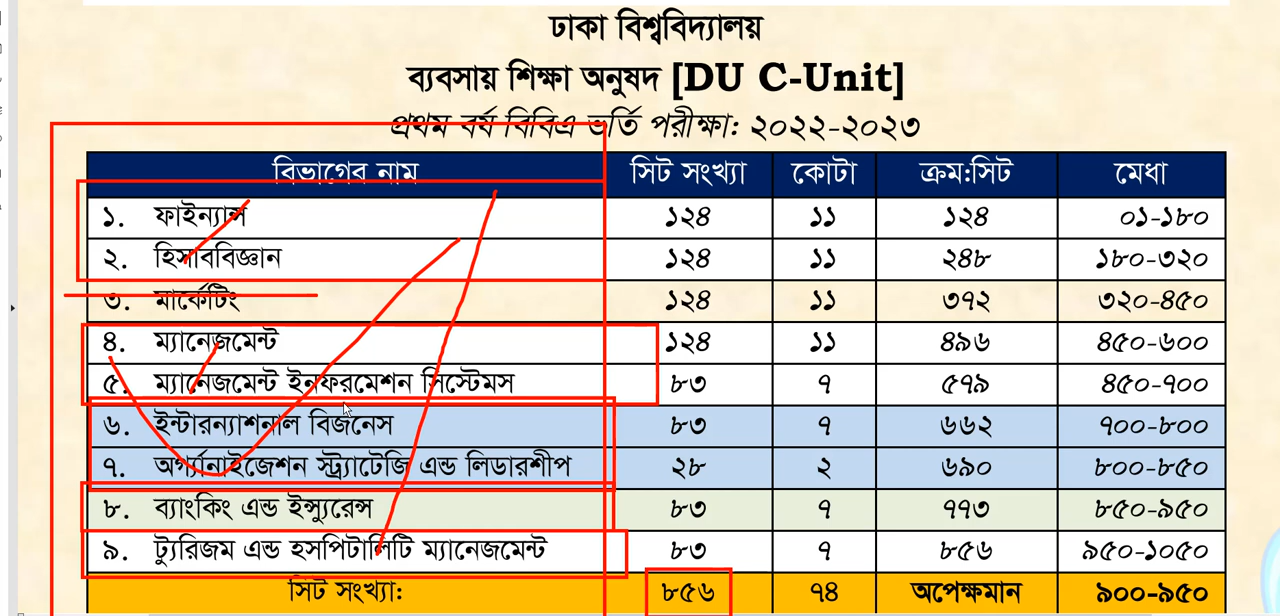 ঢাকা বিশ্ববিদ্যালয়
ব্যবসায় শিক্ষা অনুষদ [DU C-Unit]
প্রথম বর্ষ বিবিএ ভর্তি পরীক্ষা: ২০২২-২০২৩
বিভাগের নাম সিট সংখ্যা কোটা ক্রম:সিট মেধা
১. ফাইন্যান্স ১২৪ ১১ ১২৪ ০১-১৮০
২. হিসাববিজ্ঞান ১২৪ ১১ ২৪৮ ১৮০-৩২০
৩. মার্কেটিং ১২৪ ১১ ৩৭২ ৩২০-৪৫০
৪. ম্যানেজমেন্ট ১২৪ ১১ ৪৯৬ ৪৫০-৬০০
৫. ম্যানেজমেন্ট ইনফরমেশন সিস্টেমস ৮৩ ৭ ৫৭৯ ৪৫০-৭০০
৬. ইন্টারন্যাশনাল বিজনেস ৮৩ ৭ ৬৬২ ৭০০-৮০০
৭. অর্গ্যানাইজেশন স্ট্র্যাটেজি এন্ড লিডারশীপ ২৮ ২ ৬৯০ ৮০০-৮৫০
৮. ব্যাংকিং এন্ড ইন্স্যুরেন্স ৮৩ ৭ ৭৭৩ ৮৫০-৯৫০
৯. ট্যুরিজম এন্ড হসপিটালিটি ম্যানেজমেন্ট ৮৩ ৭ ৮৫৬ ৯৫০-১০৫০
সিট সংখ্যা: ৮৫৬ ৭৪ অপেক্ষমান ৯০০-৯৫০